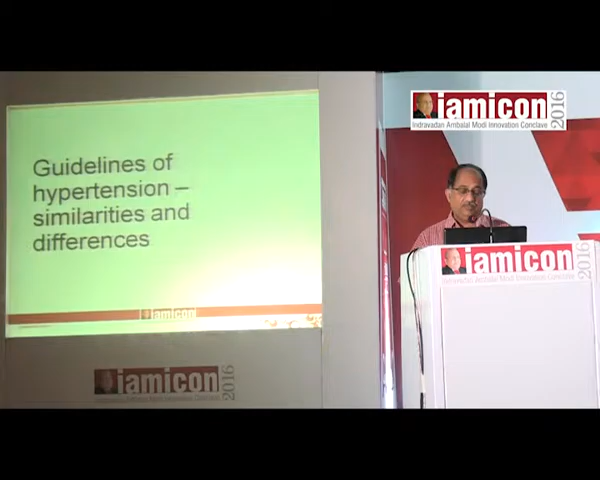 iamicon 2016
Indravadan Ambalal Modi Innovation Conclave
Guidelines of
hypertension –
similarities and
differences
iamicon
iamicon 2016
iamicon 2016
Indravadan Ambalal Modi Innovation Conclave